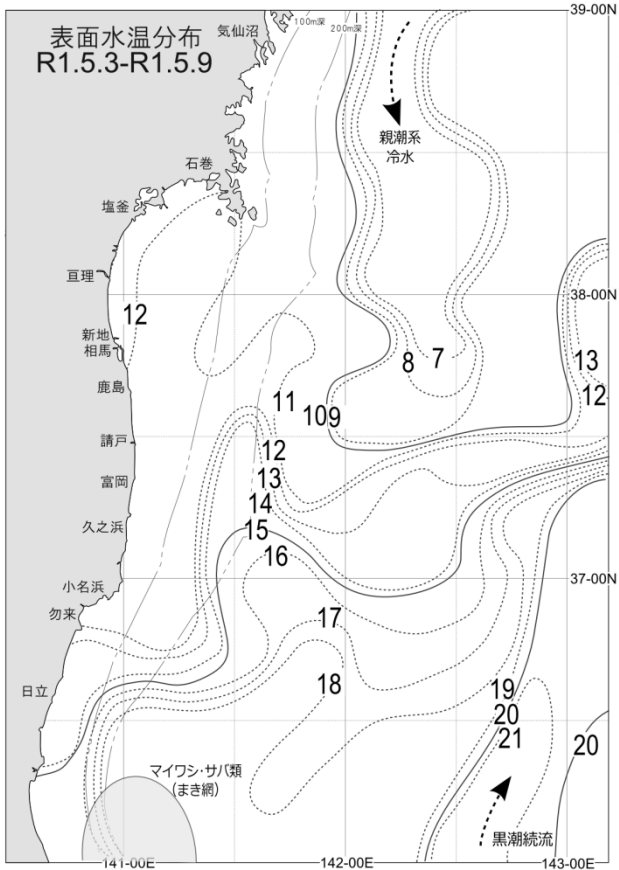 表面水温分布
R1.5.3-R1.5.9
気仙沼
100m深
200m深
39-00N
親潮系
冷水
石巻
塩釜
亘理
38-00N
12
新地
相馬
8
7
13
鹿島
12
11
10
9
請戸
12
富岡
13
14
久之浜
15
16
37-00N
小名浜
勿来
17
日立
18
19
20
21
20
マイワシ・サバ類
(まき網)
黒潮続流
141-00E
142-00E
143-00E